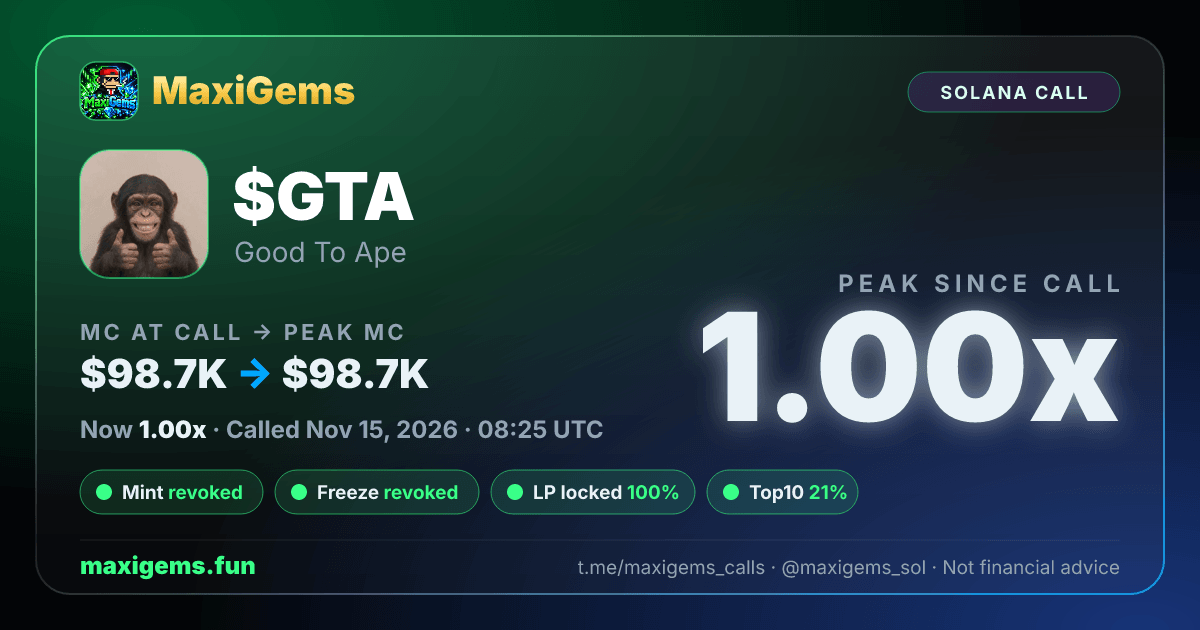 MaxiGems
MaxiGems
SOLANA CALL
$GTA
Good To Ape
PEAK SINCE CALL
1.00x
MC AT CALL → PEAK MC
$98.7K → $98.7K
Now 1.00x · Called Nov 15, 2026 · 08:25 UTC
Mint revoked
Freeze revoked
LP locked 100%
Top10 21%
maxigems.fun
t.me/maxigems_calls · @maxigems_sol · Not financial advice